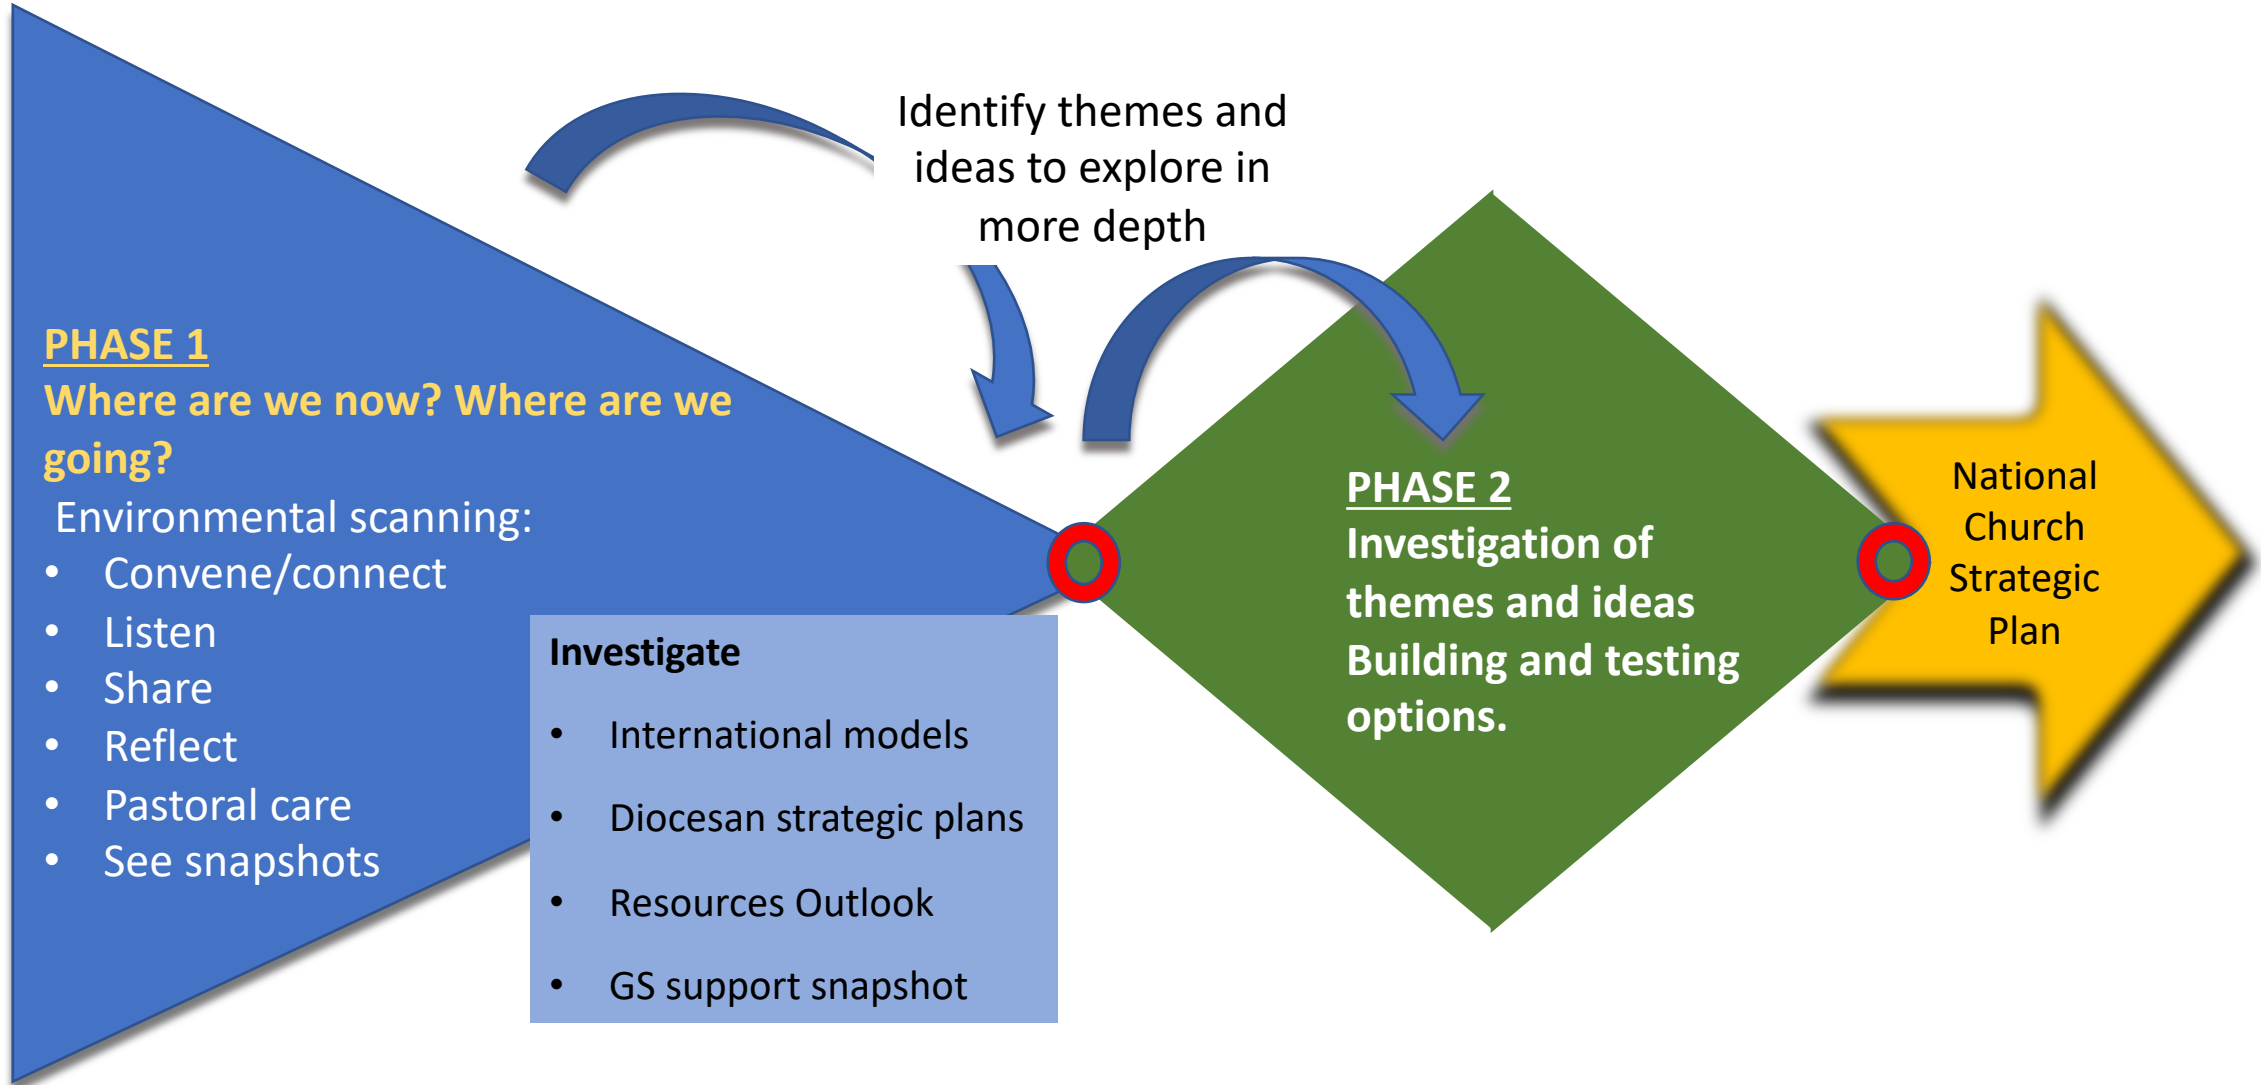 PHASE 1
Where are we now? Where are we
going?
Environmental scanning:
• Convene/connect
• Listen
• Share
• Reflect
• Pastoral care
• See snapshots
Investigate
• International models
• Diocesan strategic plans
• Resources Outlook
• GS support snapshot
Identify themes and
ideas to explore in
more depth
PHASE 2
Investigation of
themes and ideas
Building and testing
options.
National
Church
Strategic
Plan